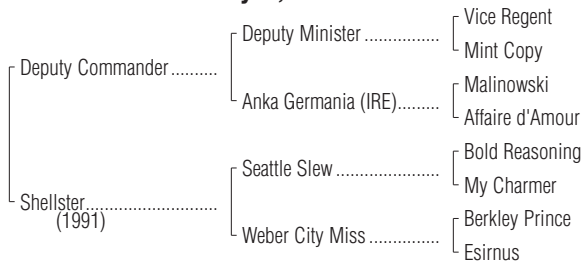 Vice Regent
Deputy Minister ................
Mint Copy
Deputy Commander..........
Malinowski
Anka Germania (IRE).........
Affaire d'Amour
Bold Reasoning
Seattle Slew ......................
My Charmer
Shellster............................
(1991)
Berkley Prince
Weber City Miss ...............
Esirnus